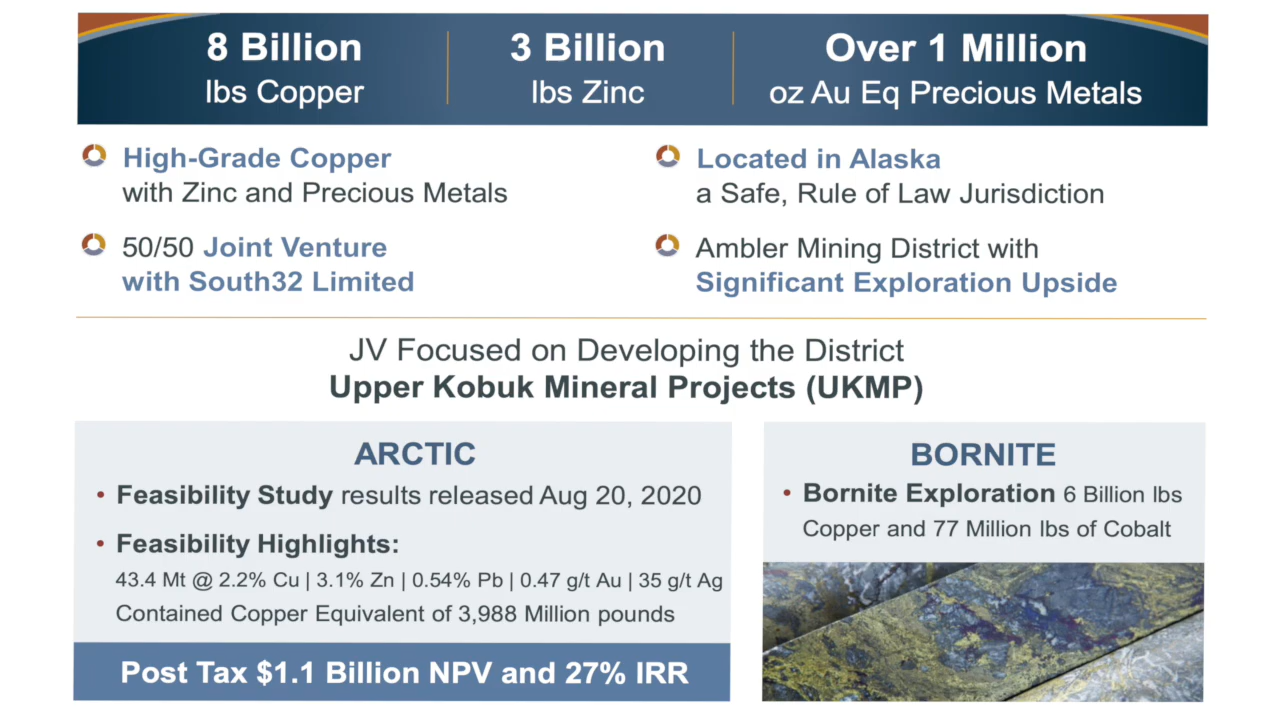 8 Billion
lbs Copper
3 Billion
lbs Zinc
Over 1 Million
oz Au Eq Precious Metals
High-Grade Copper
with Zinc and Precious Metals
50/50 Joint Venture
with South32 Limited
Located in Alaska
a Safe, Rule of Law Jurisdiction
Ambler Mining District with
Significant Exploration Upside
JV Focused on Developing the District
Upper Kobuk Mineral Projects (UKMP)
ARCTIC
• Feasibility Study results released Aug 20, 2020
• Feasibility Highlights:
43.4 Mt @ 2.2% Cu | 3.1% Zn | 0.54% Pb | 0.47 g/t Au | 35 g/t Ag
Contained Copper Equivalent of 3,988 Million pounds
Post Tax $1.1 Billion NPV and 27% IRR
BORNITE
• Bornite Exploration 6 Billion lbs
Copper and 77 Million lbs of Cobalt